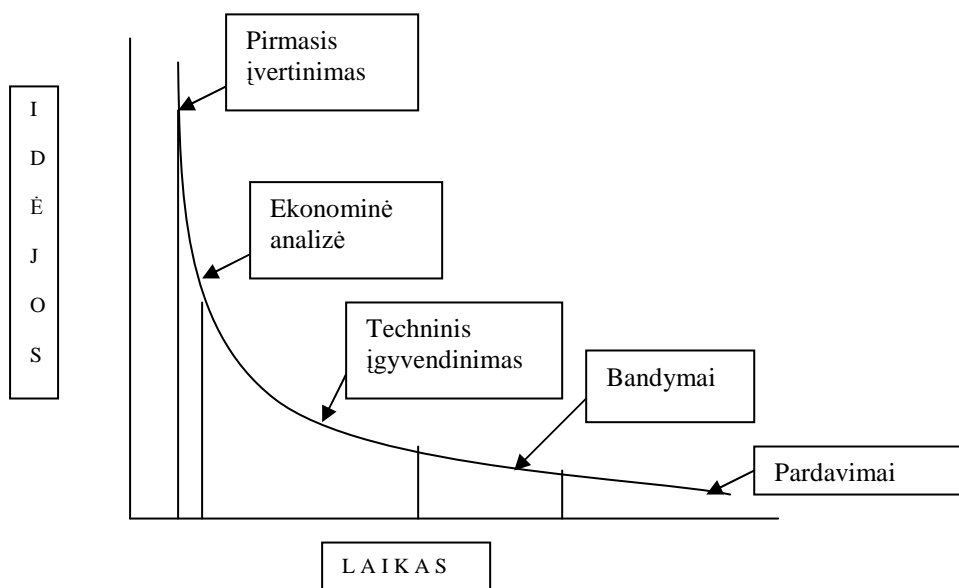 Pirmasis
įvertinimas
I
D
Ė
J
O
S
Ekonominė
analizė
Techninis
įgyvendinimas
Bandymai
Pardavimai
L A I K A S